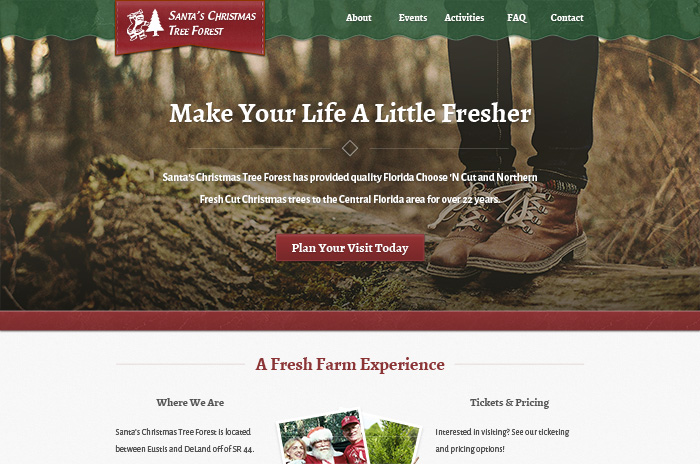 Santa's Christmas
Tree Forest
About
Events
Activities
FAQ
Contact
Make Your Life A Little Fresher
Santa's Christmas Tree Forest has provided quality Florida Choose 'N Cut and Northern
Fresh Cut Christmas trees to the Central Florida area for over 22 years.
Plan Your Visit Today
A Fresh Farm Experience
Where We Are
Santa's Christmas Tree Forest is located
between Eustis and DeLand off of SR 44.
Tickets & Pricing
Interested in visiting? See our ticketing
and pricing options!